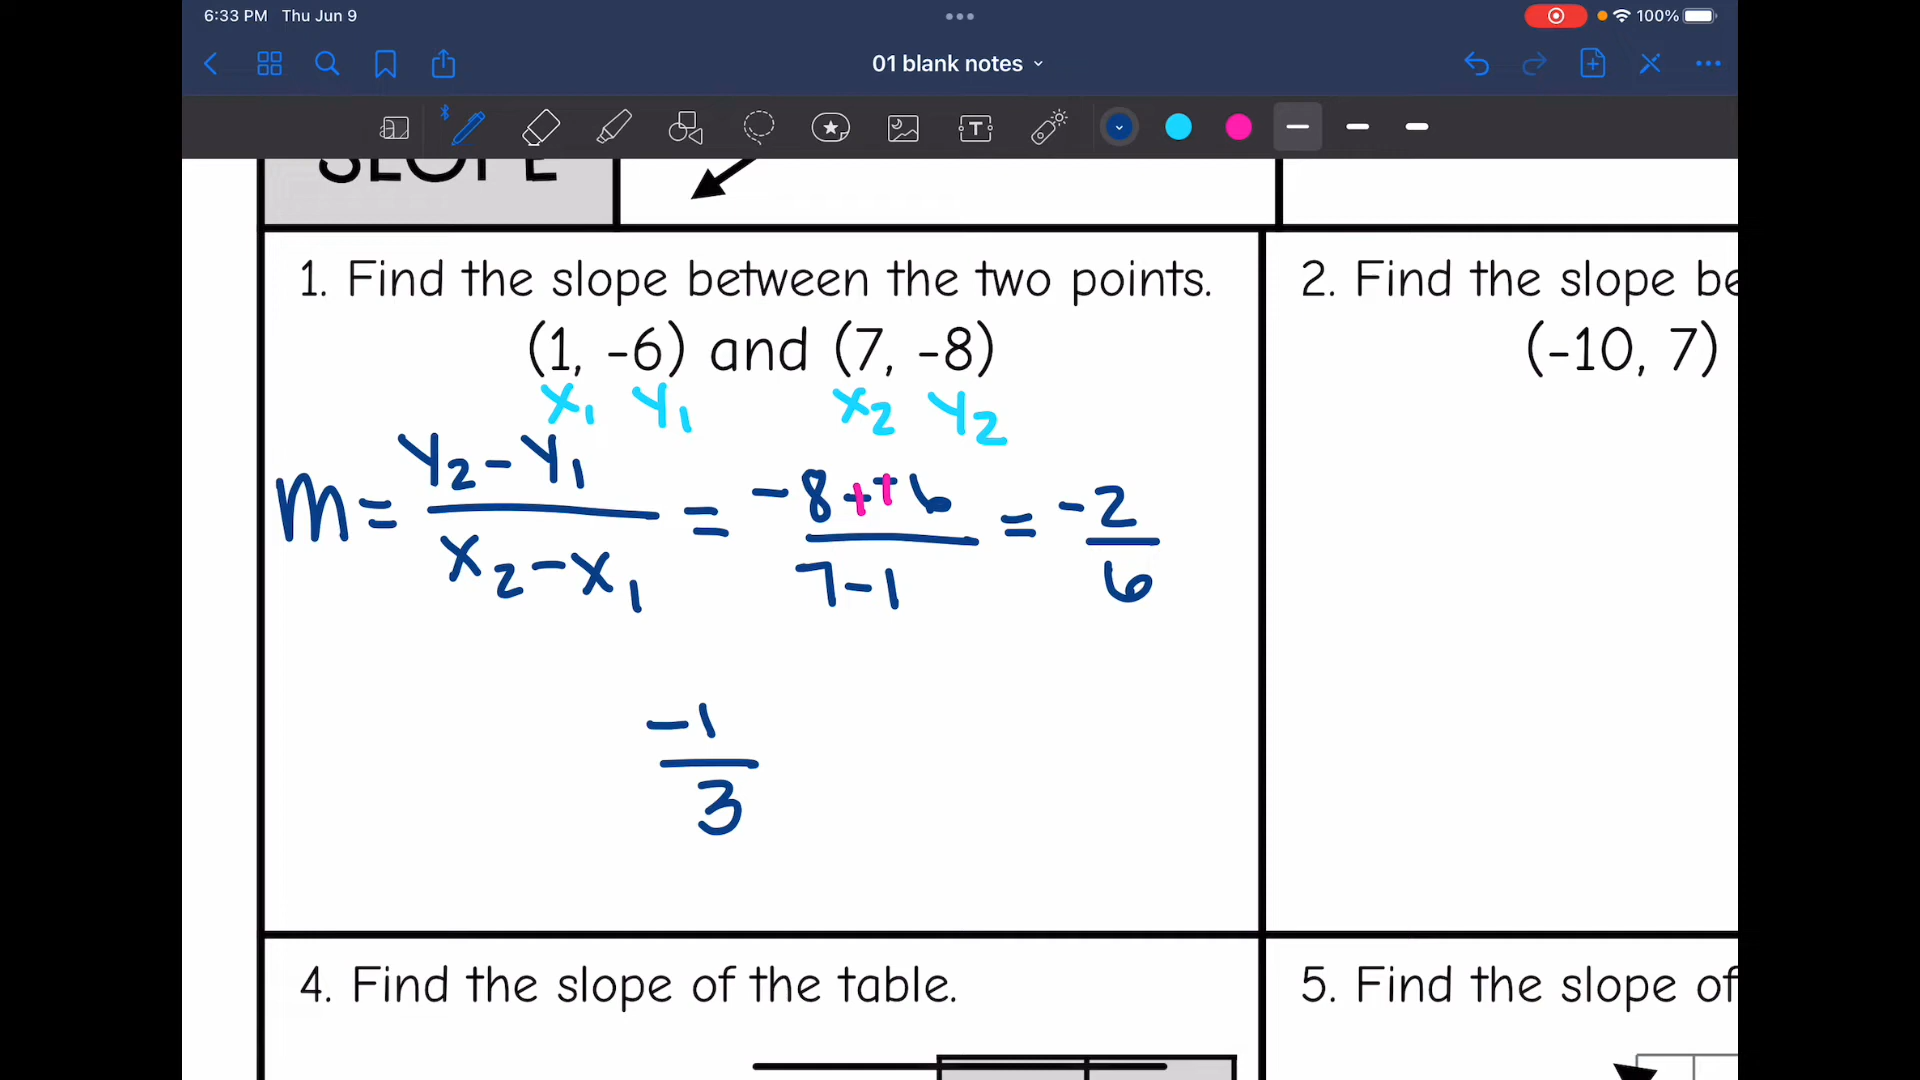 6:33 PM Thu Jun 9
100%
01 blank notes
SLOPE
1. Find the slope between the two points.
(1, -6) and (7, -8)
x₁ y₁ x₂ y₂
m = y₂ - y₁ / x₂ - x₁ = -8 + + 6 / 7 - 1 = -2 / 6
-1 / 3
2. Find the slope be
(-10, 7)
4. Find the slope of the table.
5. Find the slope of